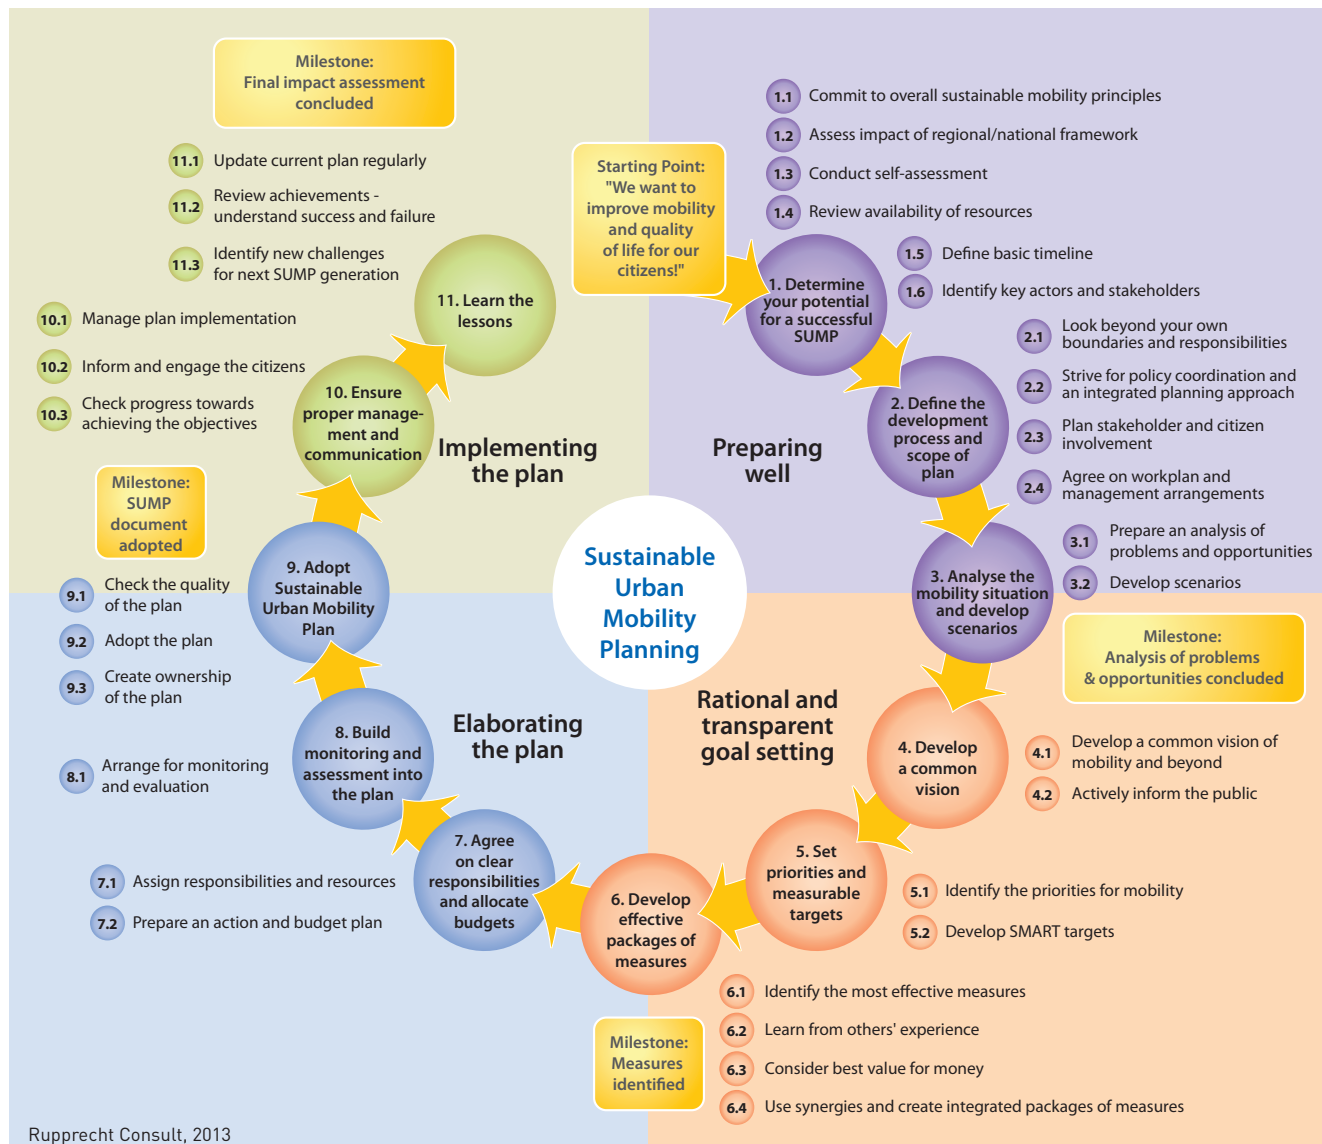 Milestone:
Final impact assessment
concluded
11.1 Update current plan regularly
11.2 Review achievements -
understand success and failure
11.3 Identify new challenges
for next SUMP generation
11. Learn the
lessons
10.1 Manage plan implementation
10.2 Inform and engage the citizens
10.3 Check progress towards
achieving the objectives
10. Ensure
proper manage-
ment and
communication
Implementing
the plan
Starting Point:
"We want to
improve mobility
and quality
of life for our
citizens!"
1.1 Commit to overall sustainable mobility principles
1.2 Assess impact of regional/national framework
1.3 Conduct self-assessment
1.4 Review availability of resources
1.5 Define basic timeline
1.6 Identify key actors and stakeholders
1. Determine
your potential
for a successful
SUMP
2.1 Look beyond your own
boundaries and responsibilities
2.2 Strive for policy coordination and
an integrated planning approach
2.3 Plan stakeholder and citizen
involvement
2.4 Agree on workplan and
management arrangements
2. Define the
development
process and
scope of
plan
Preparing
well
3.1 Prepare an analysis of
problems and opportunities
3.2 Develop scenarios
3. Analyse the
mobility situation
and develop
scenarios
Milestone:
Analysis of problems
& opportunities concluded
Sustainable
Urban
Mobility
Planning
Rational and
transparent
goal setting
4. Develop
a common
vision
4.1 Develop a common vision of
mobility and beyond
4.2 Actively inform the public
5. Set
priorities and
measurable
targets
5.1 Identify the priorities for mobility
5.2 Develop SMART targets
6. Develop
effective
packages of
measures
6.1 Identify the most effective measures
6.2 Learn from others' experience
6.3 Consider best value for money
6.4 Use synergies and create integrated packages of measures
Milestone:
Measures
identified
Elaborating
the plan
7. Agree
on clear
responsibilities
and allocate
budgets
7.1 Assign responsibilities and resources
7.2 Prepare an action and budget plan
8. Build
monitoring and
assessment into
the plan
8.1 Arrange for monitoring
and evaluation
9. Adopt
Sustainable
Urban Mobility
Plan
9.1 Check the quality
of the plan
9.2 Adopt the plan
9.3 Create ownership
of the plan
Milestone:
SUMP
document
adopted
Rupprecht Consult, 2013